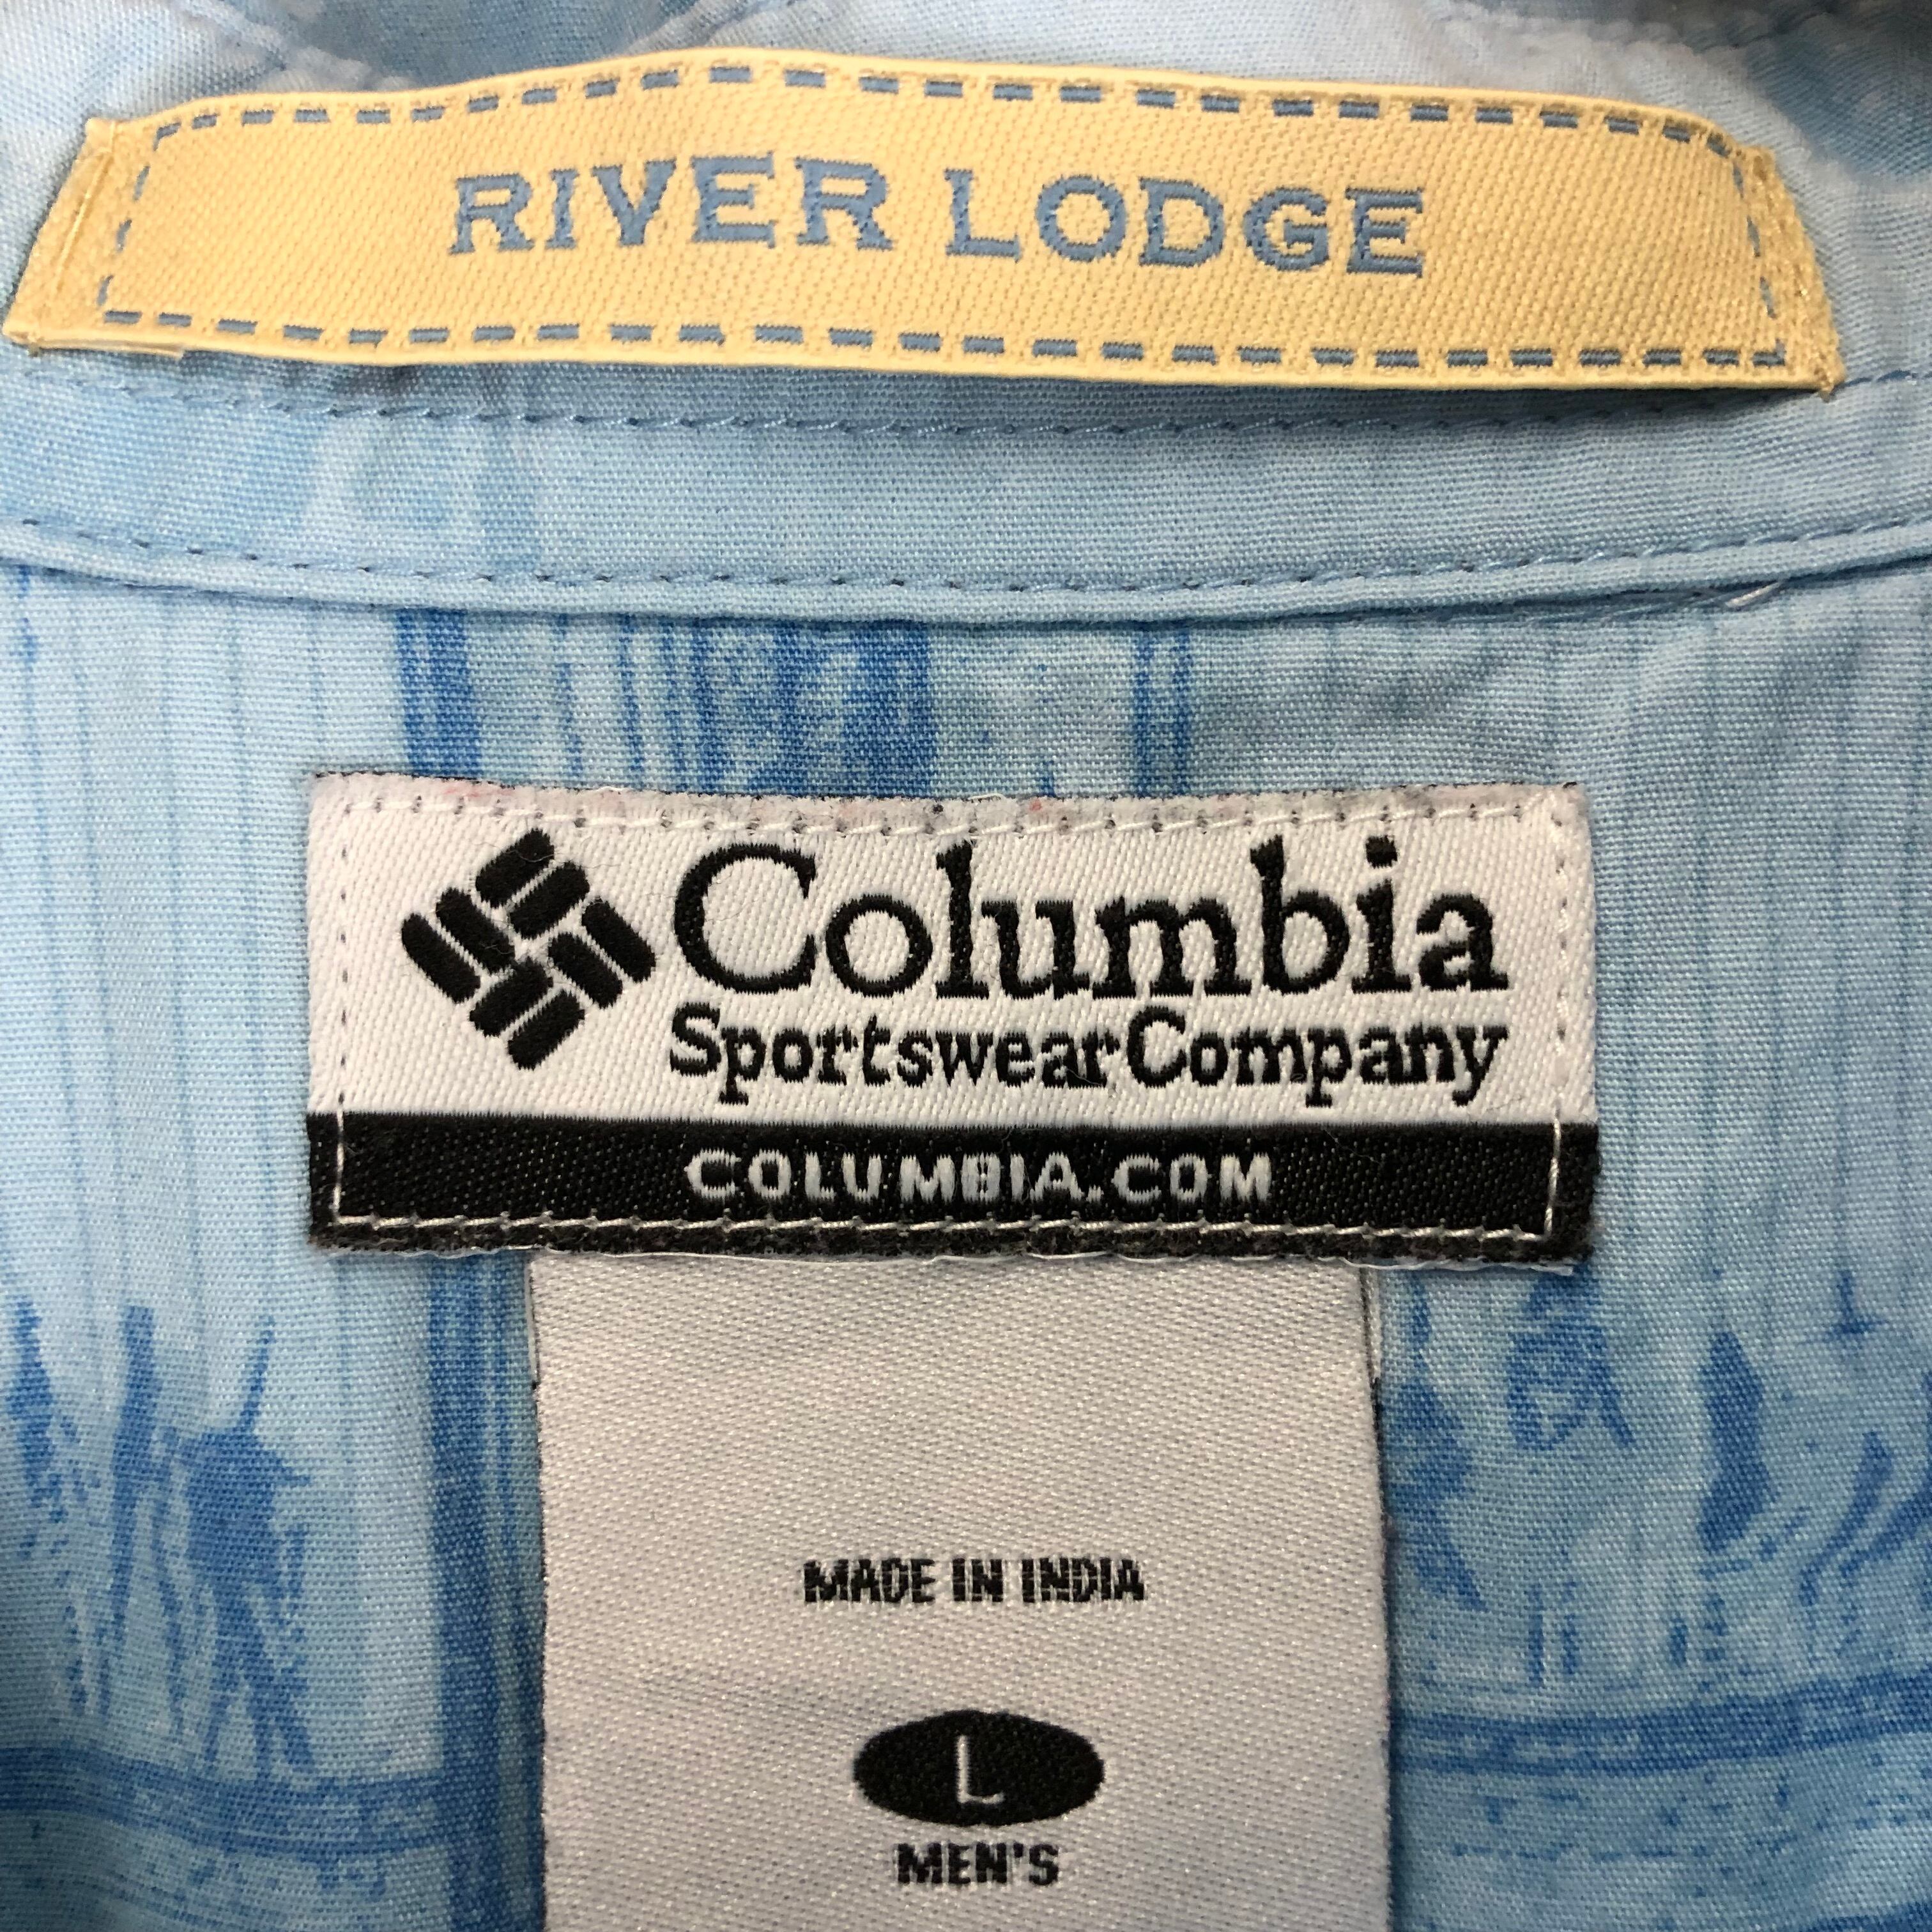 RIVER LODGE
Columbia
Sportswear Company
COLUMBIA.COM
MADE IN INDIA
L
MEN'S